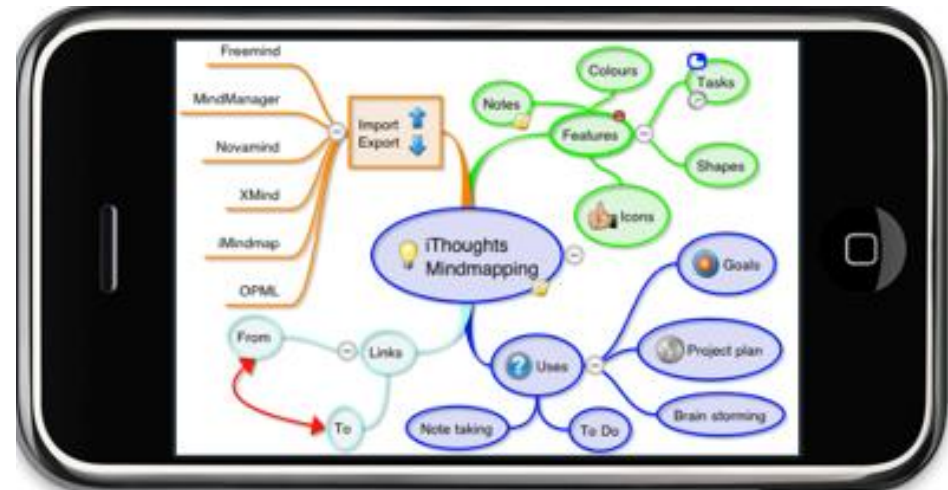 Freemind
MindManager
Novamind
XMind
iMindmap
OPML
Import
Export
Notes
Colours
Tasks
Features
Shapes
Icons
iThoughts
Mindmapping
Goals
Project plan
Brain storming
Uses
Note taking
To Do
Links
From
To